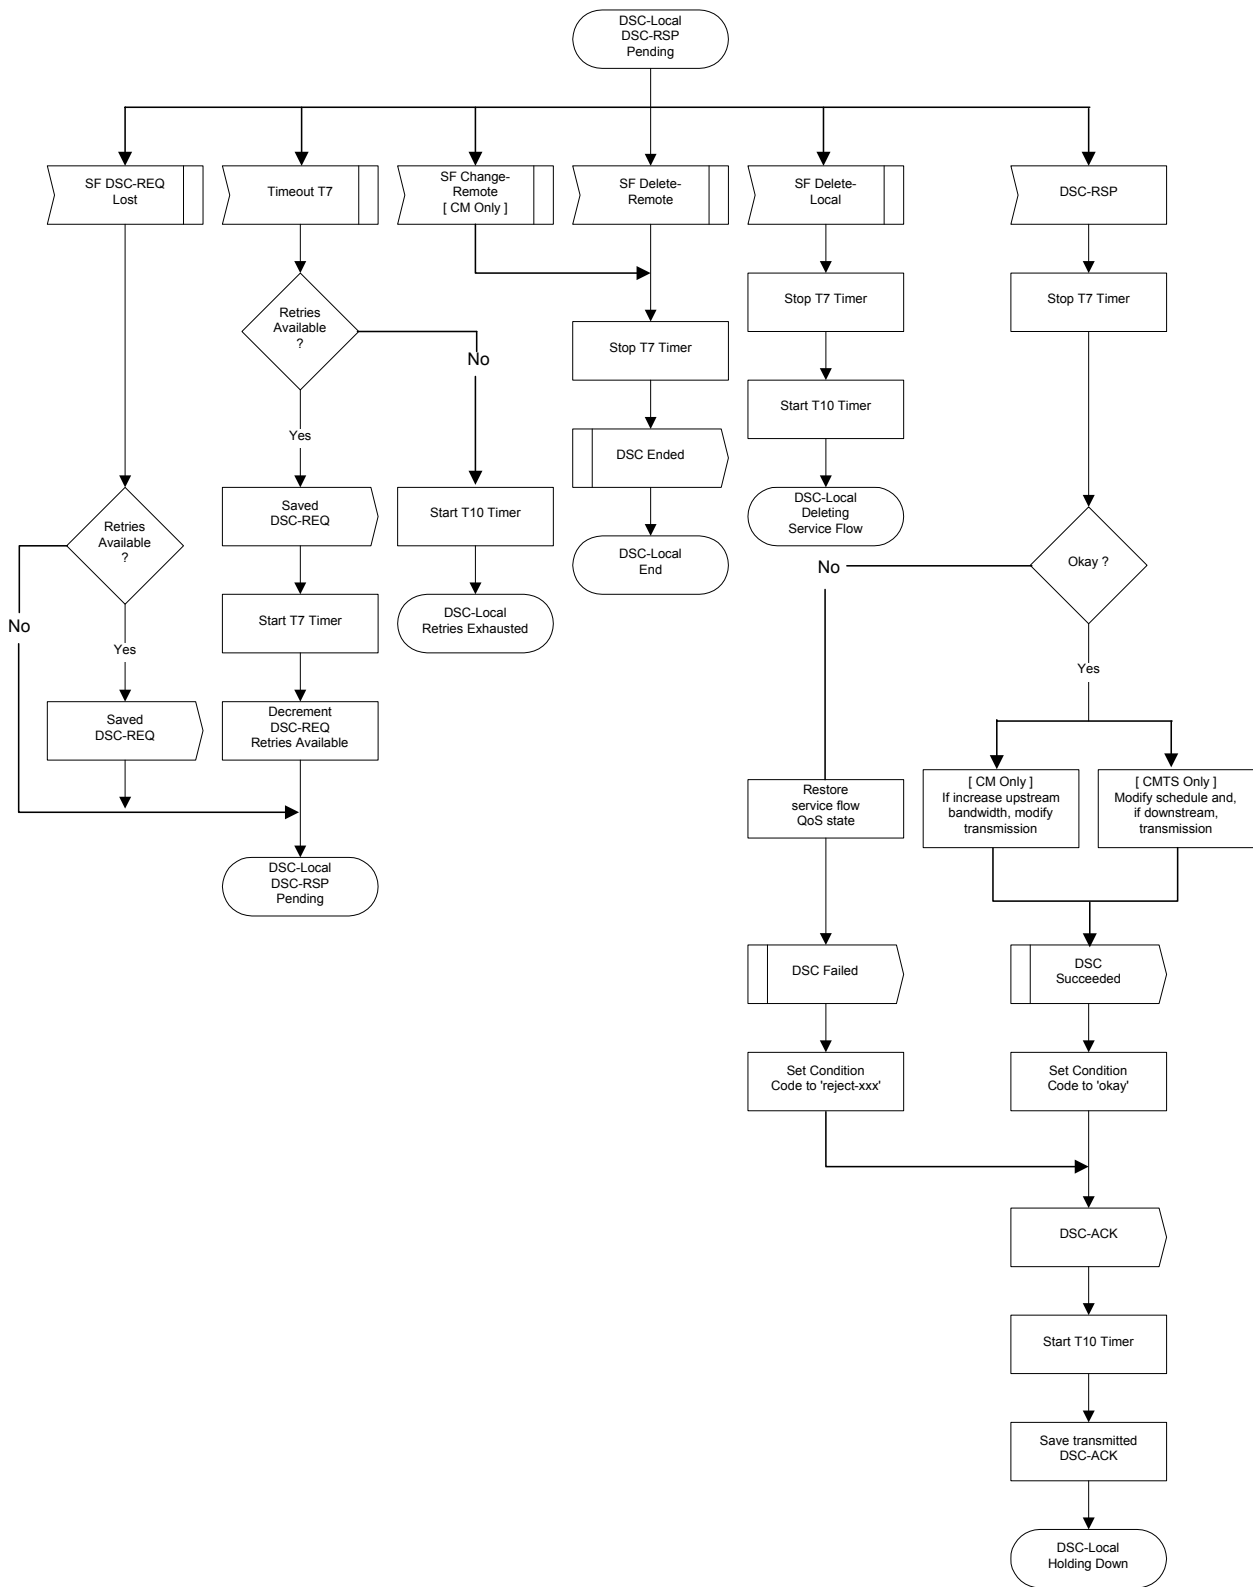 DSC-Local
DSC-RSP
Pending
SF DSC-REQ
Lost
Timeout T7
SF Change-
Remote
[ CM Only ]
SF Delete-
Remote
SF Delete-
Local
DSC-RSP
Retries
Available
?
No
Yes
Stop T7 Timer
Stop T7 Timer
Stop T7 Timer
Start T10 Timer
DSC Ended
Retries
Available
?
No
Yes
Saved
DSC-REQ
Saved
DSC-REQ
Start T10 Timer
DSC-Local
Deleting
Service Flow
DSC-Local
End
Okay ?
No
Yes
Start T7 Timer
DSC-Local
Retries Exhausted
Decrement
DSC-REQ
Retries Available
DSC-Local
DSC-RSP
Pending
Restore
service flow
QoS state
[ CM Only ]
If increase upstream
bandwidth, modify
transmission
[ CMTS Only ]
Modify schedule and,
if downstream,
transmission
DSC Failed
DSC
Succeeded
Set Condition
Code to 'reject-xxx'
Set Condition
Code to 'okay'
DSC-ACK
Start T10 Timer
Save transmitted
DSC-ACK
DSC-Local
Holding Down